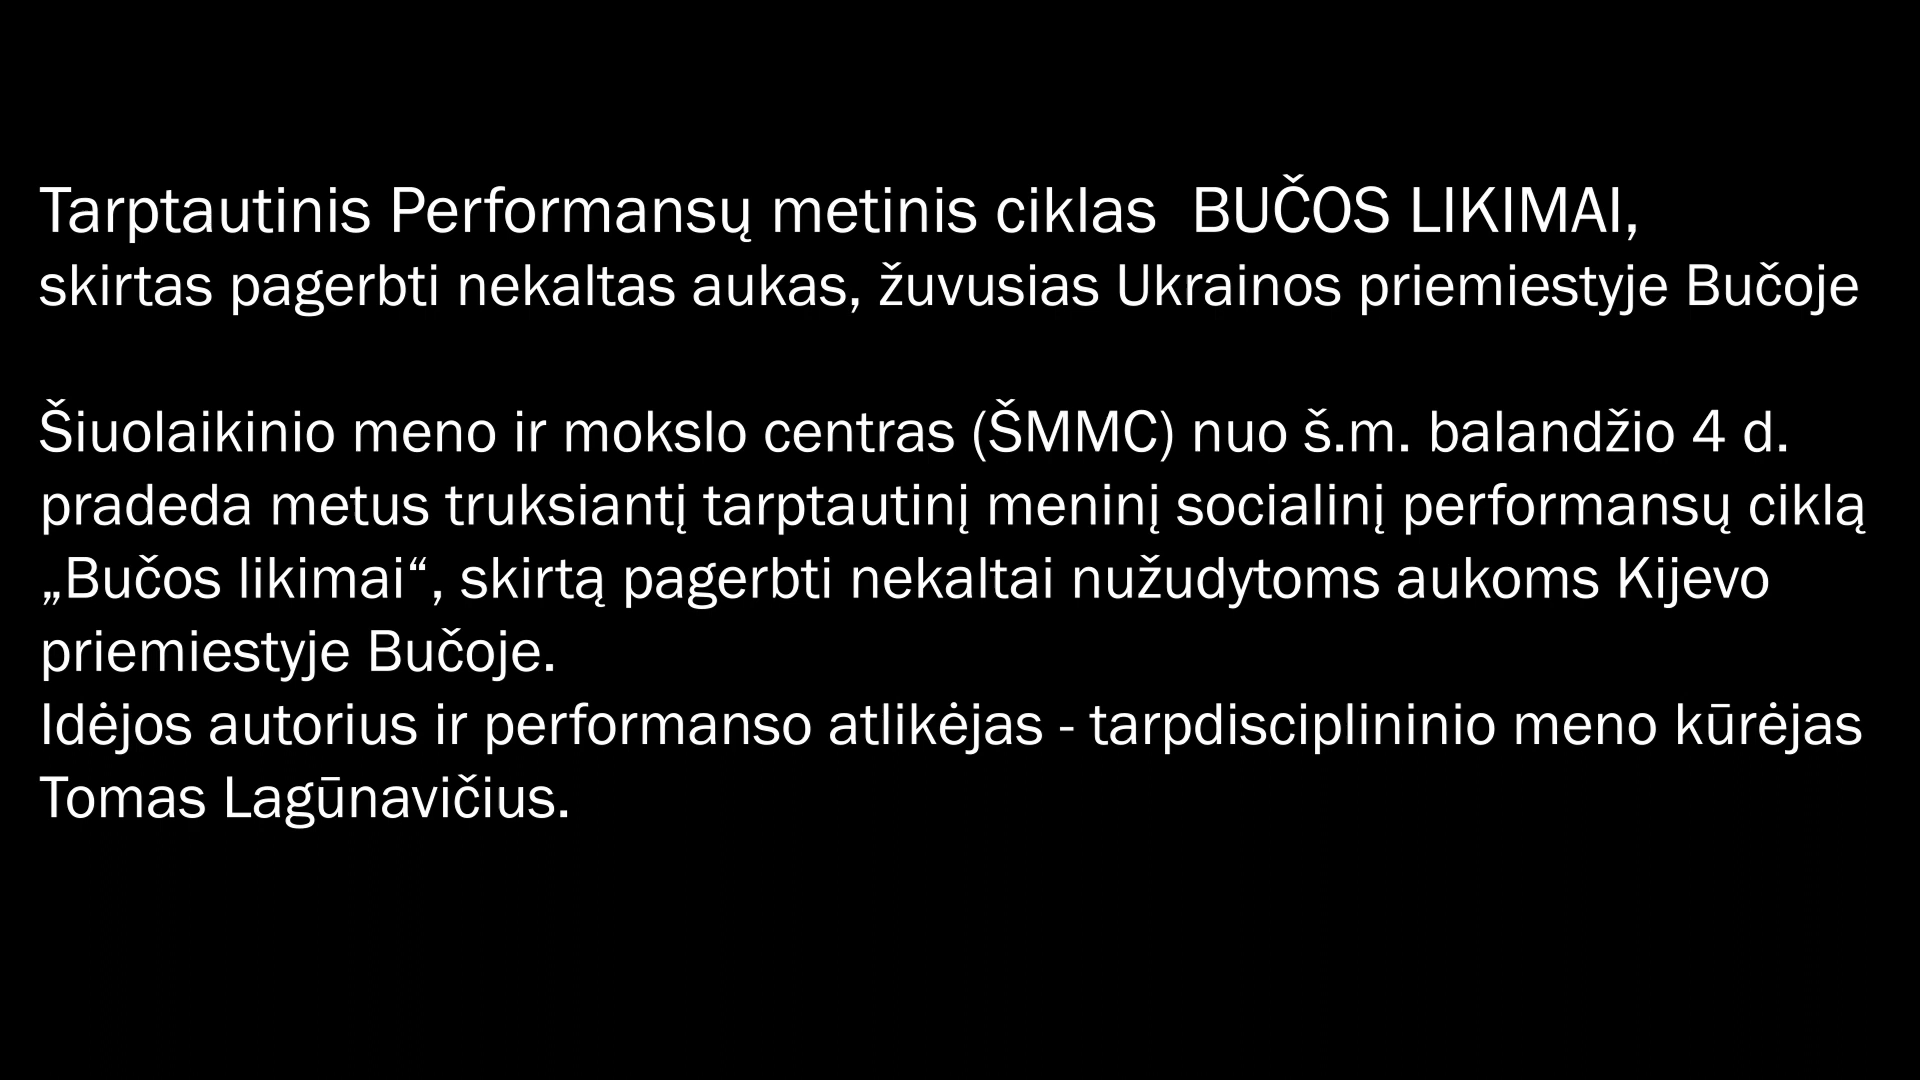 Tarptautinis Performansų metinis ciklas  BUČOS LIKIMAI,
skirtas pagerbti nekaltas aukas, žuvusias Ukrainos priemiestyje Bučoje
Šiuolaikinio meno ir mokslo centras (ŠMMC) nuo š.m. balandžio 4 d.
pradeda metus truksiantį tarptautinį meninį socialinį performansų ciklą
„Bučos likimai“, skirtą pagerbti nekaltai nužudytoms aukoms Kijevo
priemiestyje Bučoje.
Idėjos autorius ir performanso atlikėjas - tarpdisciplininio meno kūrėjas
Tomas Lagūnavičius.